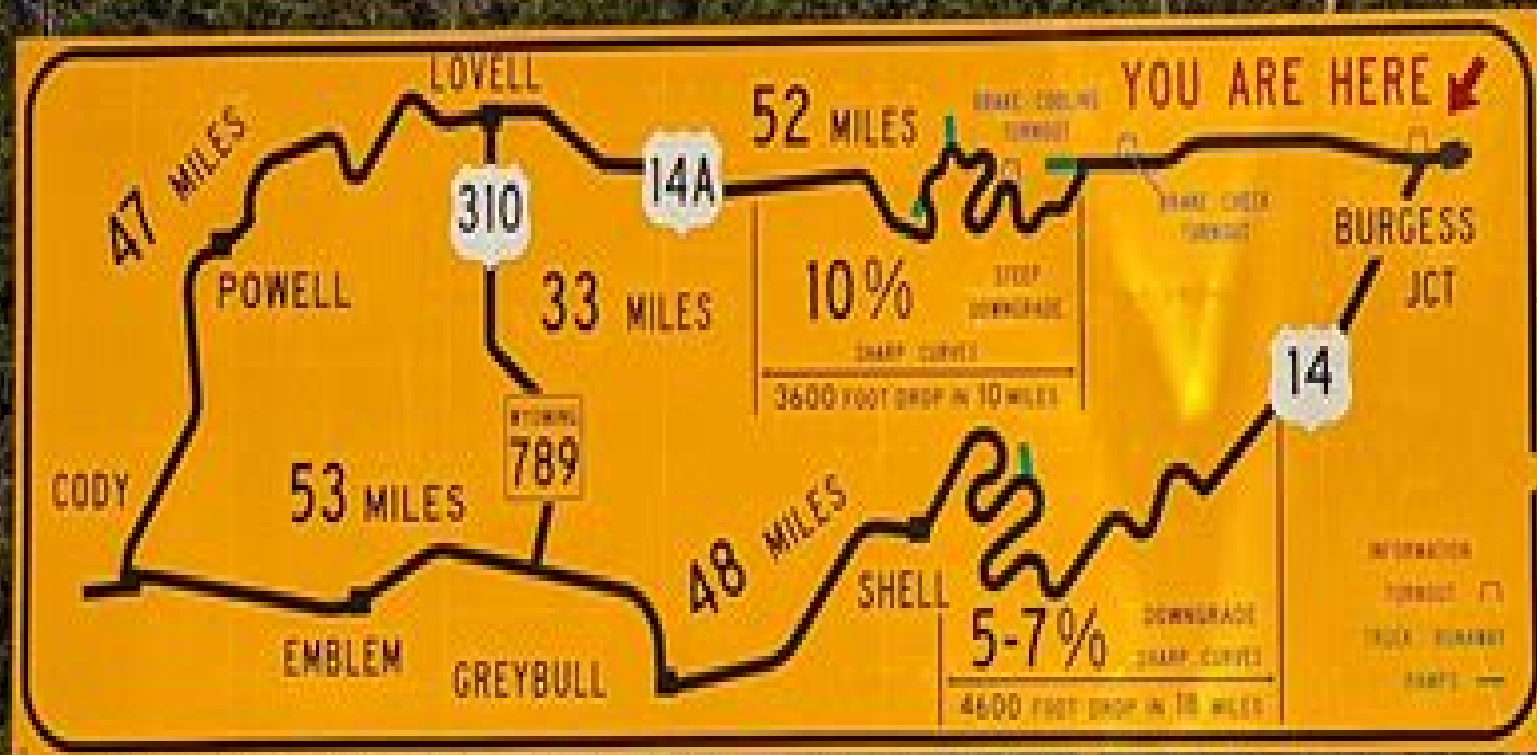 LOVELL
47 MILES
52 MILES
BRAKE COOLING
TURNOUT
YOU ARE HERE
310
14A
BRAKE CHECK
TURNOUT
BURGESS
JCT
POWELL
33 MILES
10%
STEEP
DOWNGRADE
SHARP CURVES
3600 FOOT DROP IN 10 MILES
14
WYOMING
789
CODY
53 MILES
48 MILES
SHELL
EMBLEM
GREYBULL
5-7%
DOWNGRADE
SHARP CURVES
4600 FOOT DROP IN 18 MILES
INFORMATION
TURNOUT
TRUCK RUNAWAY
RAMPS